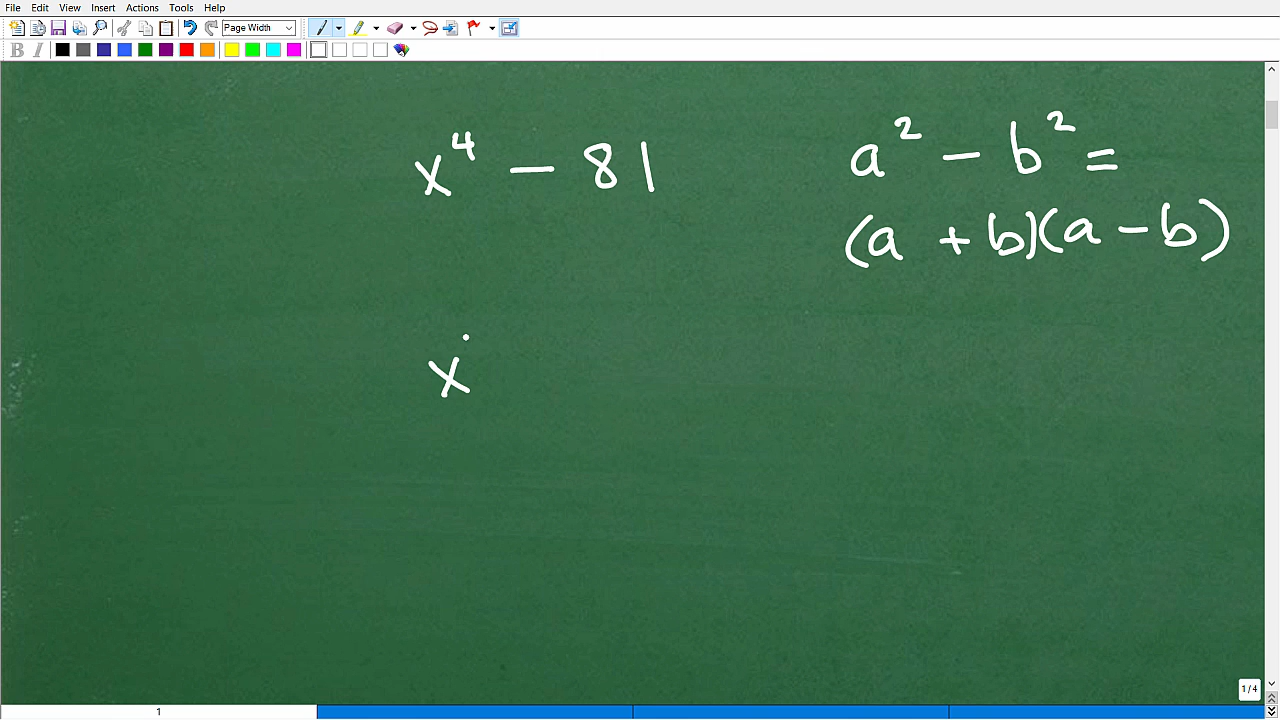 File Edit View Insert Actions Tools Help
Page Width
B I
x⁴ − 81
a² − b² =
(a + b)(a − b)
x
1 / 4
1